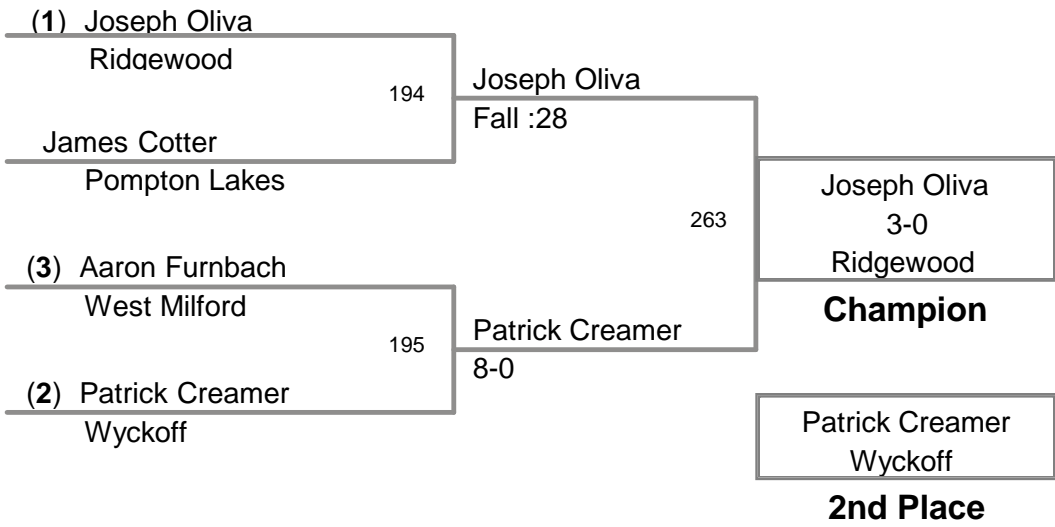 (1) Joseph Oliva
Ridgewood
194
Joseph Oliva
Fall :28
James Cotter
Pompton Lakes
263
Joseph Oliva
3-0
Ridgewood
Champion
(3) Aaron Furnbach
West Milford
195
Patrick Creamer
8-0
(2) Patrick Creamer
Wyckoff
Patrick Creamer
Wyckoff
2nd Place